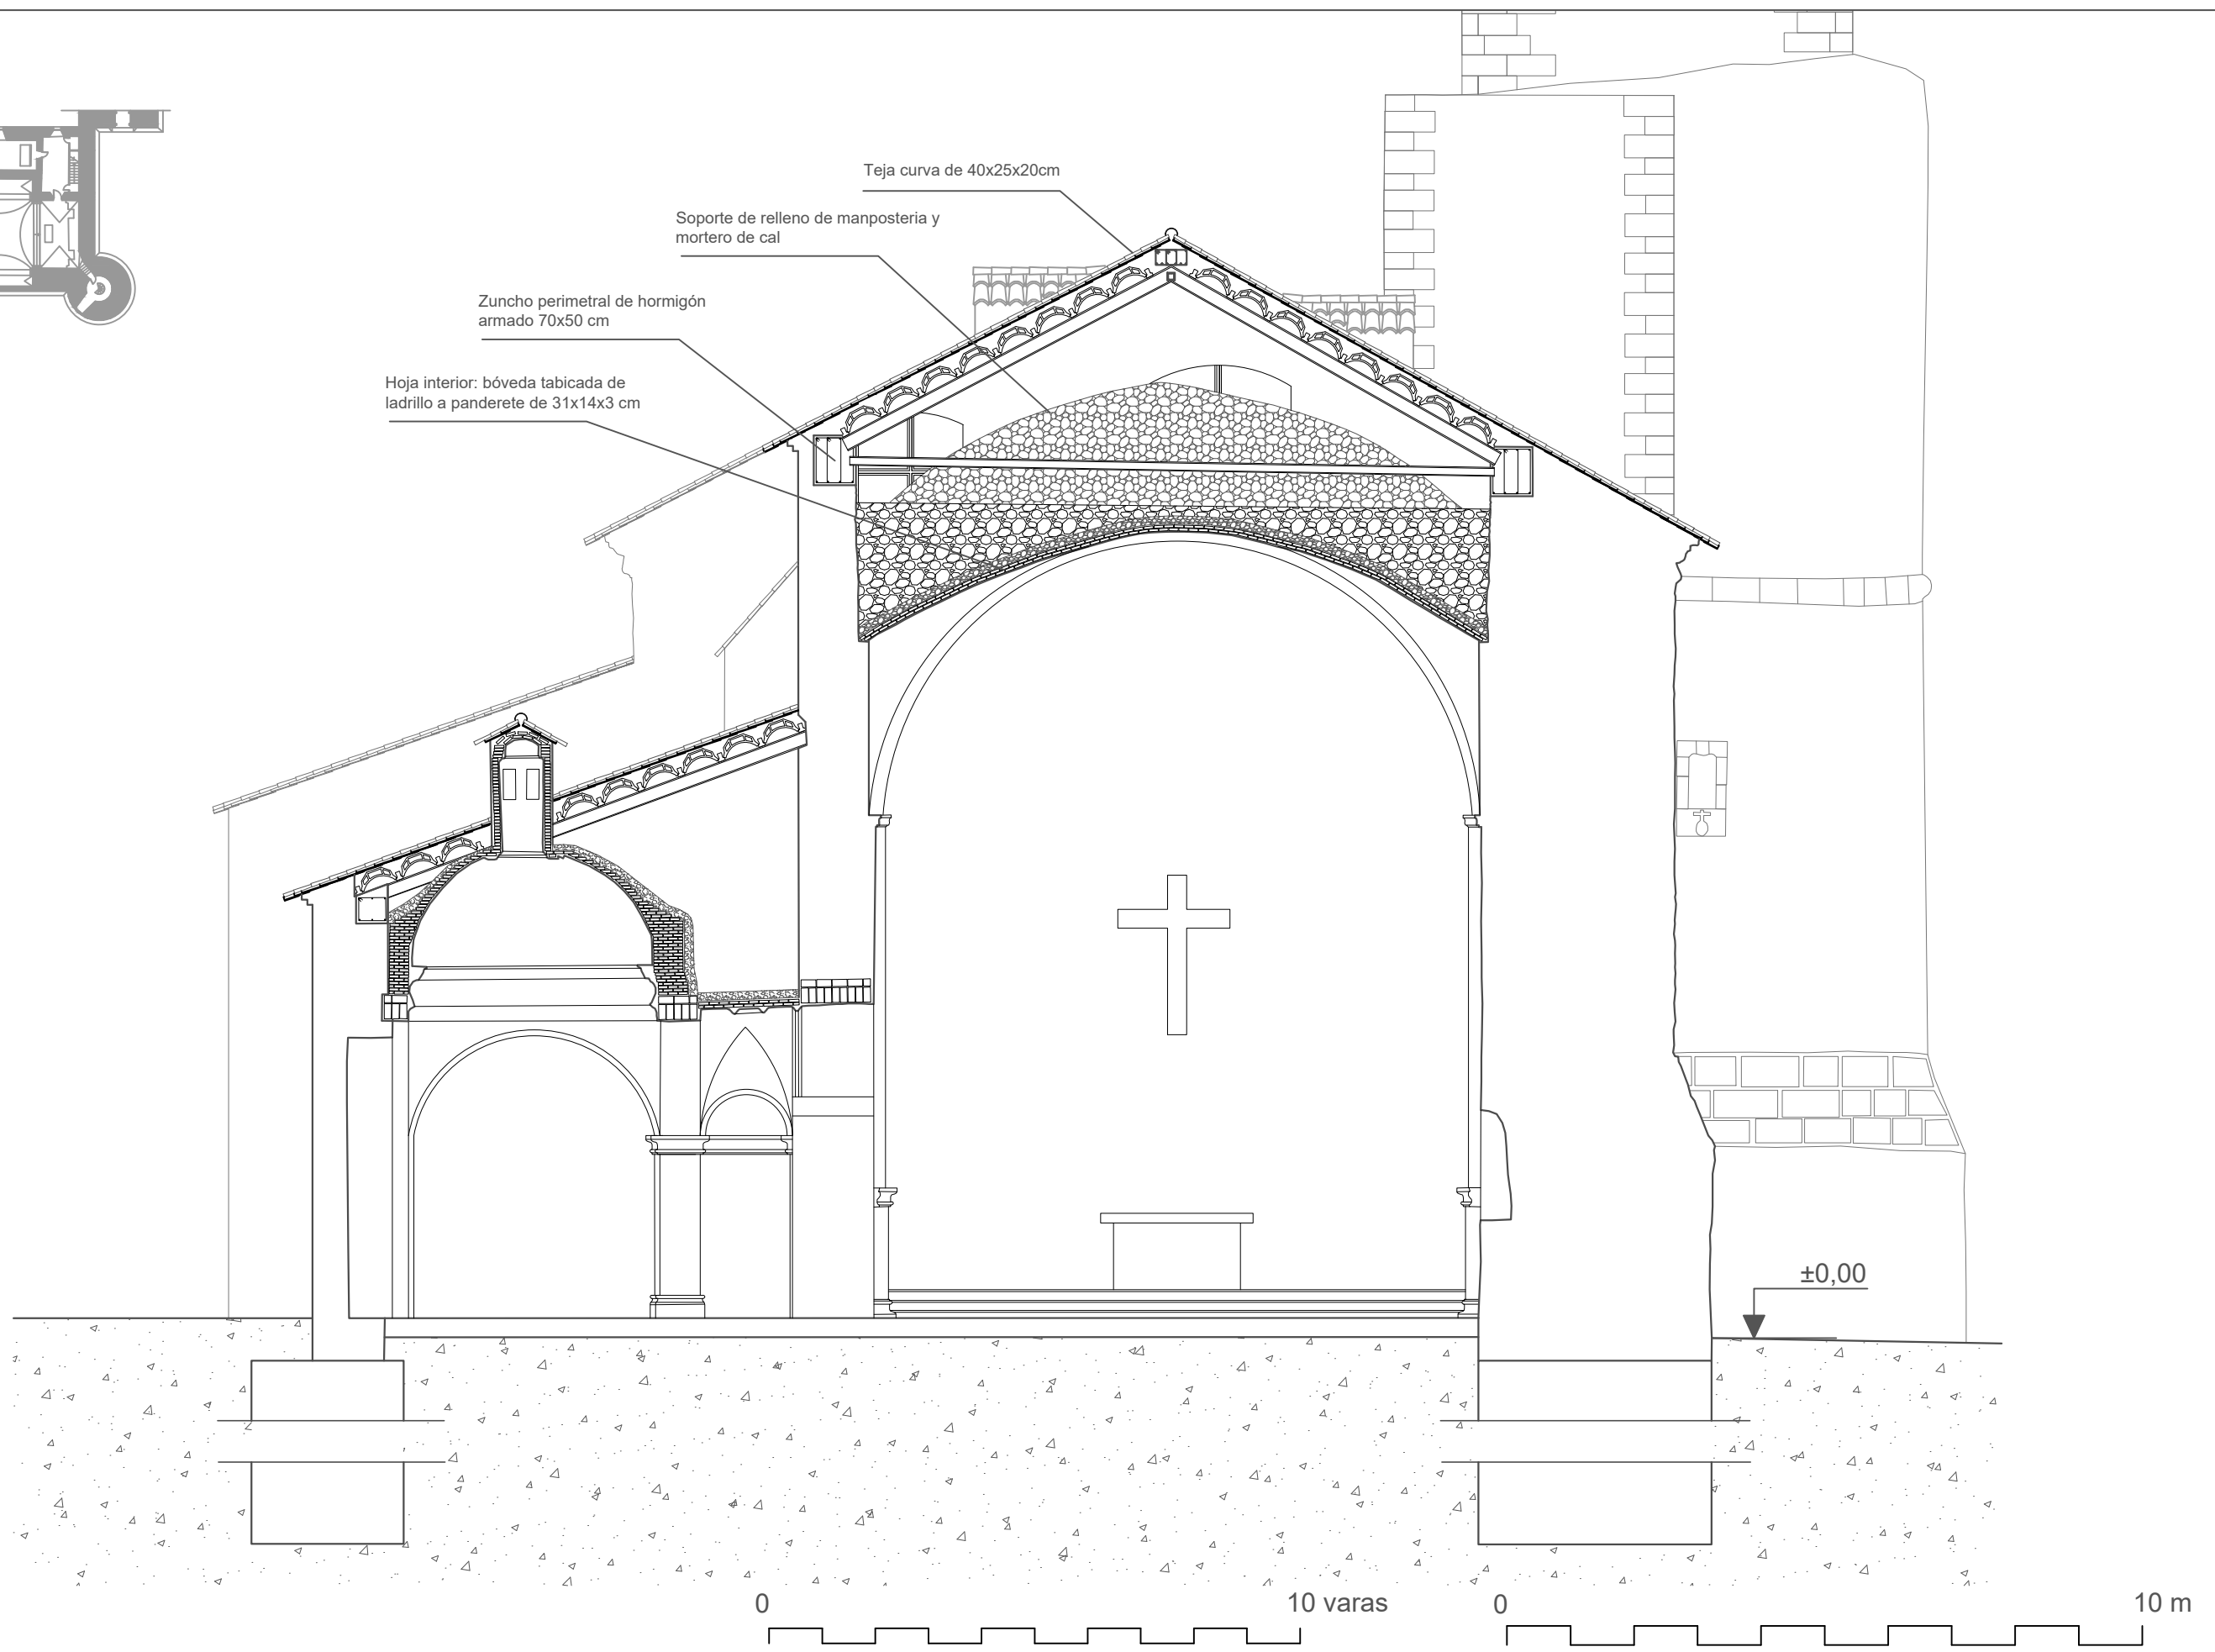 Teja curva de 40x25x20cm
Soporte de relleno de manposteria y
mortero de cal
Zuncho perimetral de hormigón
armado 70x50 cm
Hoja interior: bóveda tabicada de
ladrillo a panderete de 31x14x3 cm
±0,00
0
10 varas
0
10 m